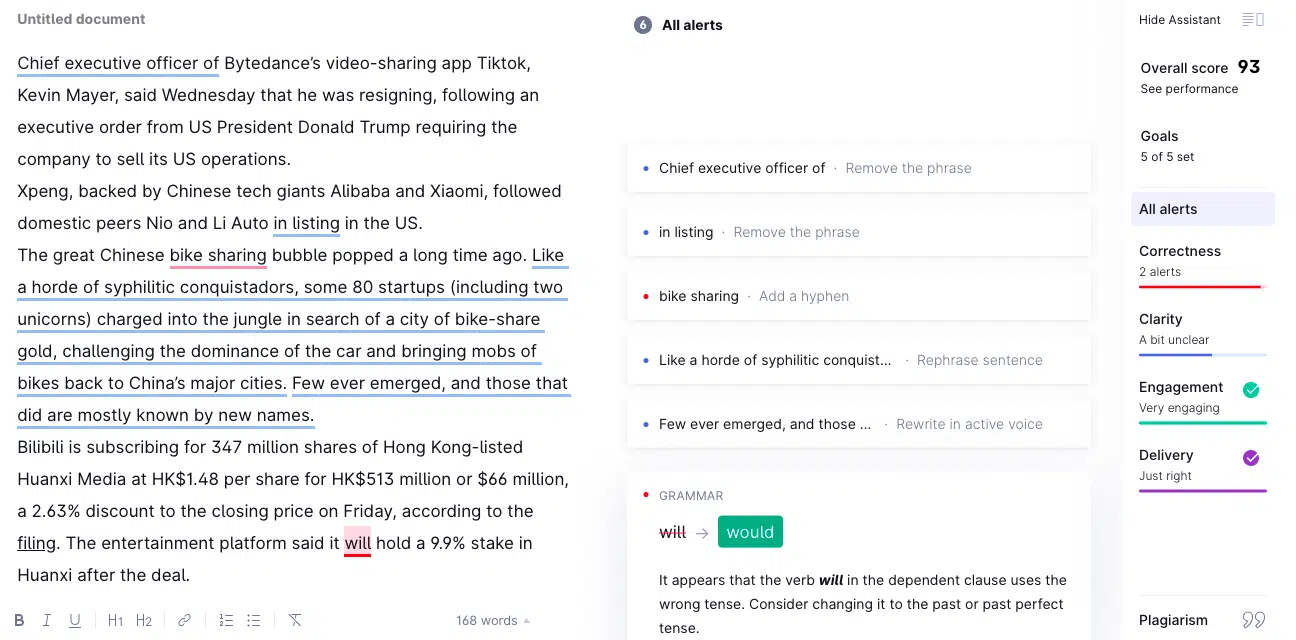 Untitled document
Chief executive officer of Bytedance’s video-sharing app Tiktok,
Kevin Mayer, said Wednesday that he was resigning, following an
executive order from US President Donald Trump requiring the
company to sell its US operations.
Xpeng, backed by Chinese tech giants Alibaba and Xiaomi, followed
domestic peers Nio and Li Auto in listing in the US.
The great Chinese bike sharing bubble popped a long time ago. Like
a horde of syphilitic conquistadors, some 80 startups (including two
unicorns) charged into the jungle in search of a city of bike-share
gold, challenging the dominance of the car and bringing mobs of
bikes back to China’s major cities. Few ever emerged, and those that
did are mostly known by new names.
Bilibili is subscribing for 347 million shares of Hong Kong-listed
Huanxi Media at HK$1.48 per share for HK$513 million or $66 million,
a 2.63% discount to the closing price on Friday, according to the
filing. The entertainment platform said it will hold a 9.9% stake in
Huanxi after the deal.
B I U H1 H2 168 words
6 All alerts
Chief executive officer of · Remove the phrase
in listing · Remove the phrase
bike sharing · Add a hyphen
Like a horde of syphilitic conquist... · Rephrase sentence
Few ever emerged, and those ... · Rewrite in active voice
GRAMMAR
will → would
It appears that the verb will in the dependent clause uses the
wrong tense. Consider changing it to the past or past perfect
tense.
Hide Assistant
Overall score 93
See performance
Goals
5 of 5 set
All alerts
Correctness
2 alerts
Clarity
A bit unclear
Engagement
Very engaging
Delivery
Just right
Plagiarism